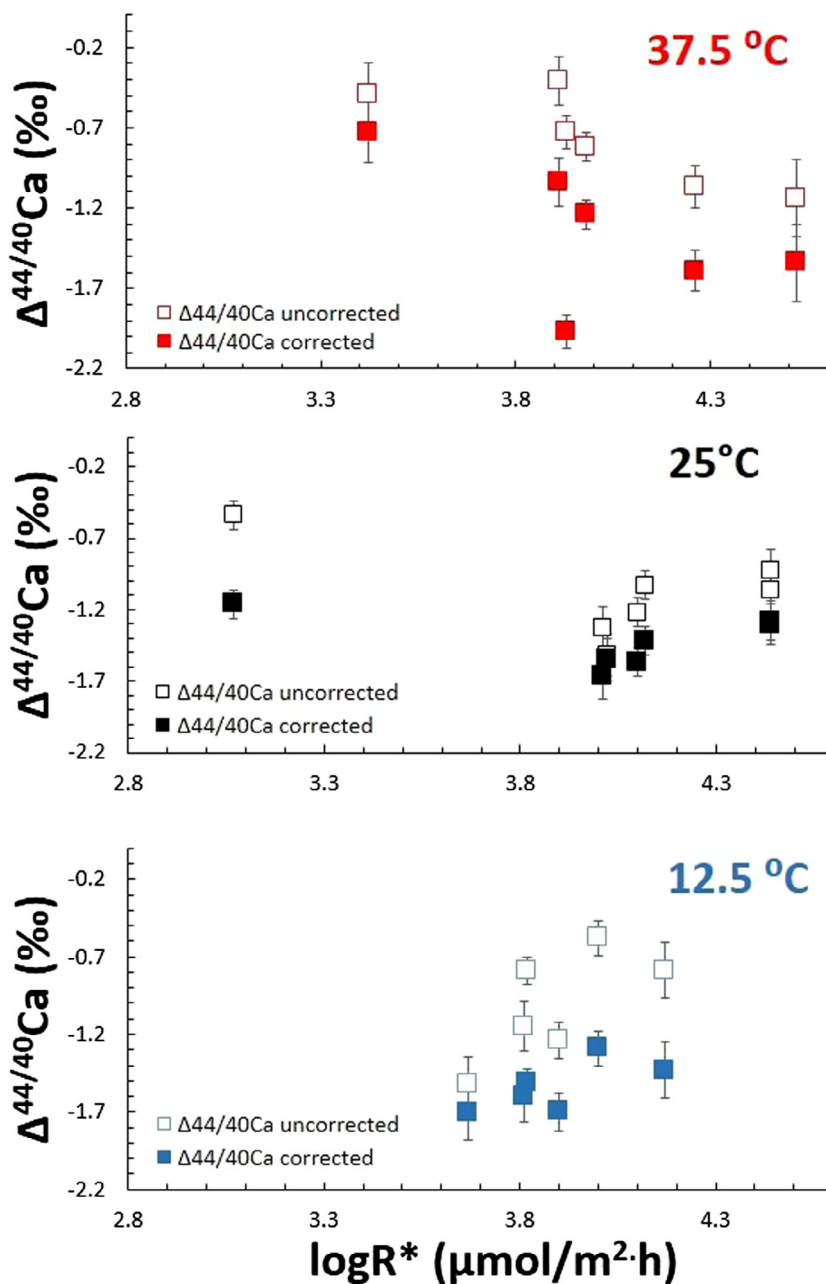 37.5 ⁰C
Δ⁴⁴/⁴⁰Ca (‰)
-0.2
-0.7
-1.2
-1.7
-2.2
Δ44/40Ca uncorrected
Δ44/40Ca corrected
2.8 3.3 3.8 4.3
25°C
Δ⁴⁴/⁴⁰Ca (‰)
-0.2
-0.7
-1.2
-1.7
-2.2
Δ44/40Ca uncorrected
Δ44/40Ca corrected
2.8 3.3 3.8 4.3
12.5 ⁰C
Δ⁴⁴/⁴⁰Ca (‰)
-0.2
-0.7
-1.2
-1.7
-2.2
Δ44/40Ca uncorrected
Δ44/40Ca corrected
2.8 3.3 3.8 4.3
logR* (μmol/m²·h)